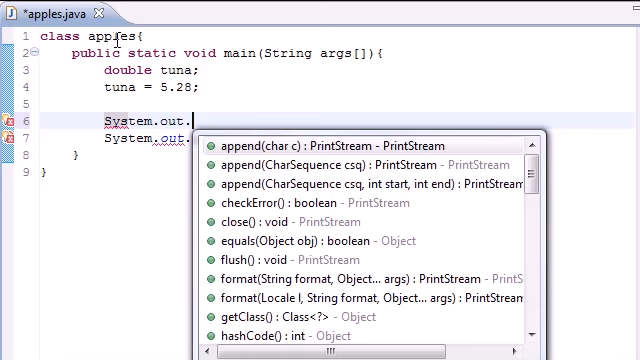 *apples.java
1 class apples{
2 public static void main(String args[]){
3 double tuna;
4 tuna = 5.28;
5
6 System.out.
7 System.out.
8 }
9 }
append(char c) : PrintStream - PrintStream
append(CharSequence csq) : PrintStream - PrintStream
append(CharSequence csq, int start, int end) : PrintStream
checkError() : boolean - PrintStream
close() : void - PrintStream
equals(Object obj) : boolean - Object
flush() : void - PrintStream
format(String format, Object... args) : PrintStream
format(Locale l, String format, Object... args) : PrintStream
getClass() : Class<?> - Object
hashCode() : int - Object